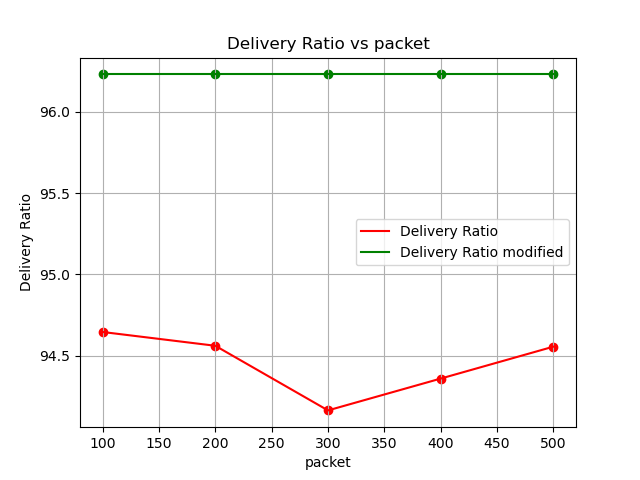 Delivery Ratio vs packet
96.0
95.5
95.0
94.5
Delivery Ratio
Delivery Ratio
Delivery Ratio modified
100 150 200 250 300 350 400 450 500
packet